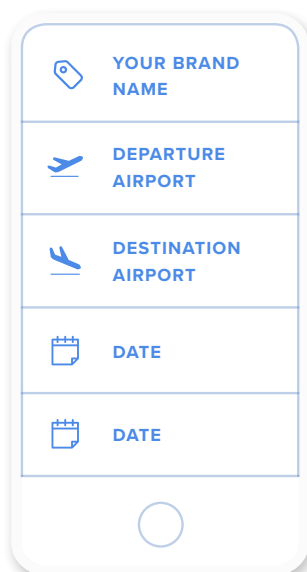 YOUR BRAND
NAME
DEPARTURE
AIRPORT
DESTINATION
AIRPORT
DATE
DATE